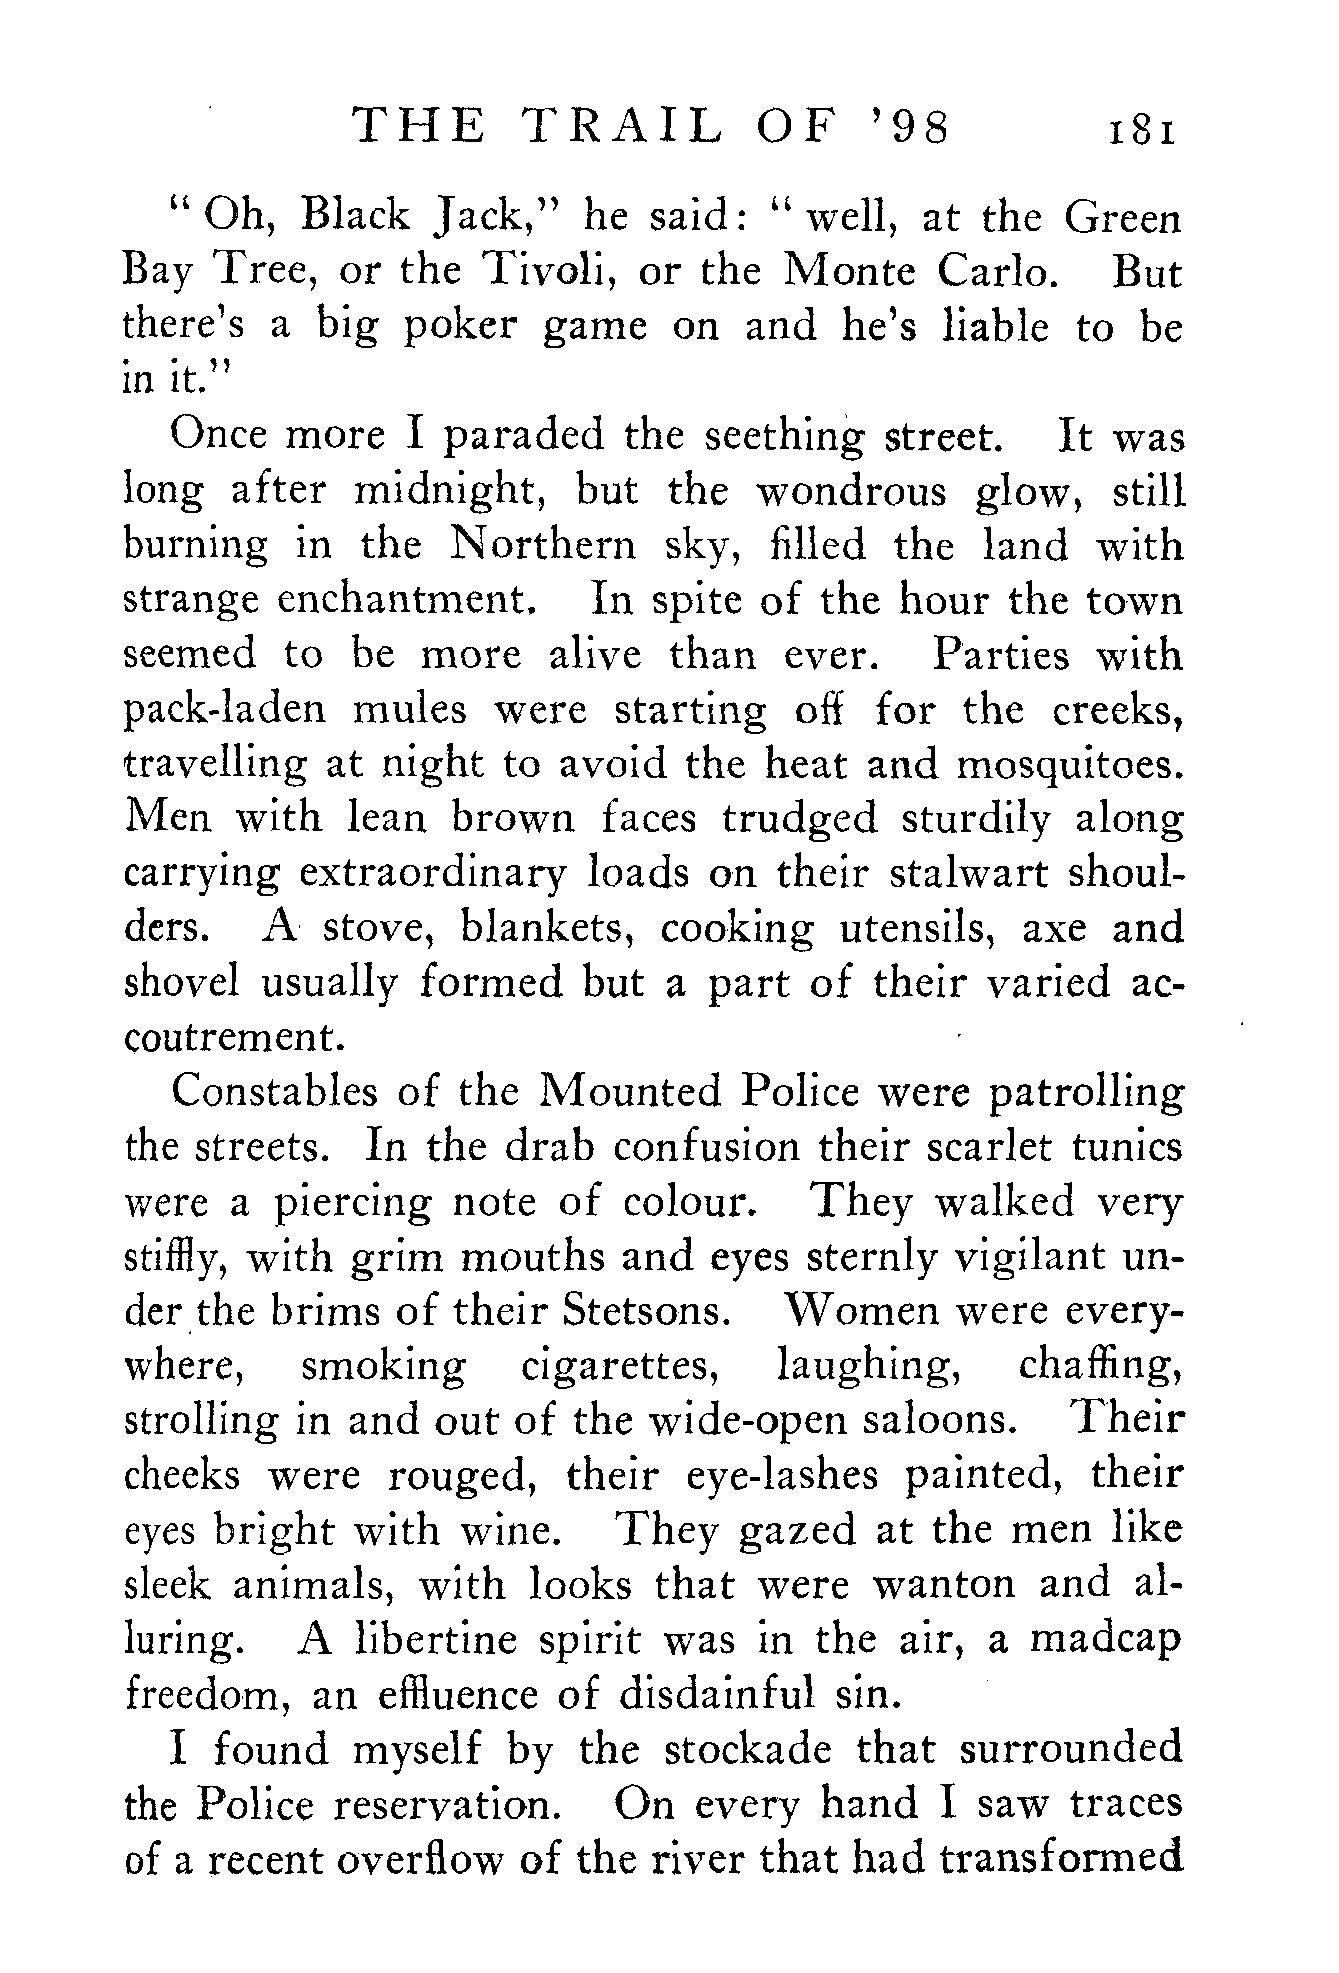 THE TRAIL OF ’98 181
“ Oh, Black Jack,” he said: “ well, at the Green
Bay Tree, or the Tivoli, or the Monte Carlo. But
there’s a big poker game on and he’s liable to be
in it.”
Once more I paraded the seething street. It was
long after midnight, but the wondrous glow, still
burning in the Northern sky, filled the land with
strange enchantment. In spite of the hour the town
seemed to be more alive than ever. Parties with
pack-laden mules were starting off for the creeks,
travelling at night to avoid the heat and mosquitoes.
Men with lean brown faces trudged sturdily along
carrying extraordinary loads on their stalwart shoul-
ders. A stove, blankets, cooking utensils, axe and
shovel usually formed but a part of their varied ac-
coutrement.
Constables of the Mounted Police were patrolling
the streets. In the drab confusion their scarlet tunics
were a piercing note of colour. They walked very
stiffly, with grim mouths and eyes sternly vigilant un-
der the brims of their Stetsons. Women were every-
where, smoking cigarettes, laughing, chaffing,
strolling in and out of the wide-open saloons. Their
cheeks were rouged, their eye-lashes painted, their
eyes bright with wine. They gazed at the men like
sleek animals, with looks that were wanton and al-
luring. A libertine spirit was in the air, a madcap
freedom, an effluence of disdainful sin.
I found myself by the stockade that surrounded
the Police reservation. On every hand I saw traces
of a recent overflow of the river that had transformed